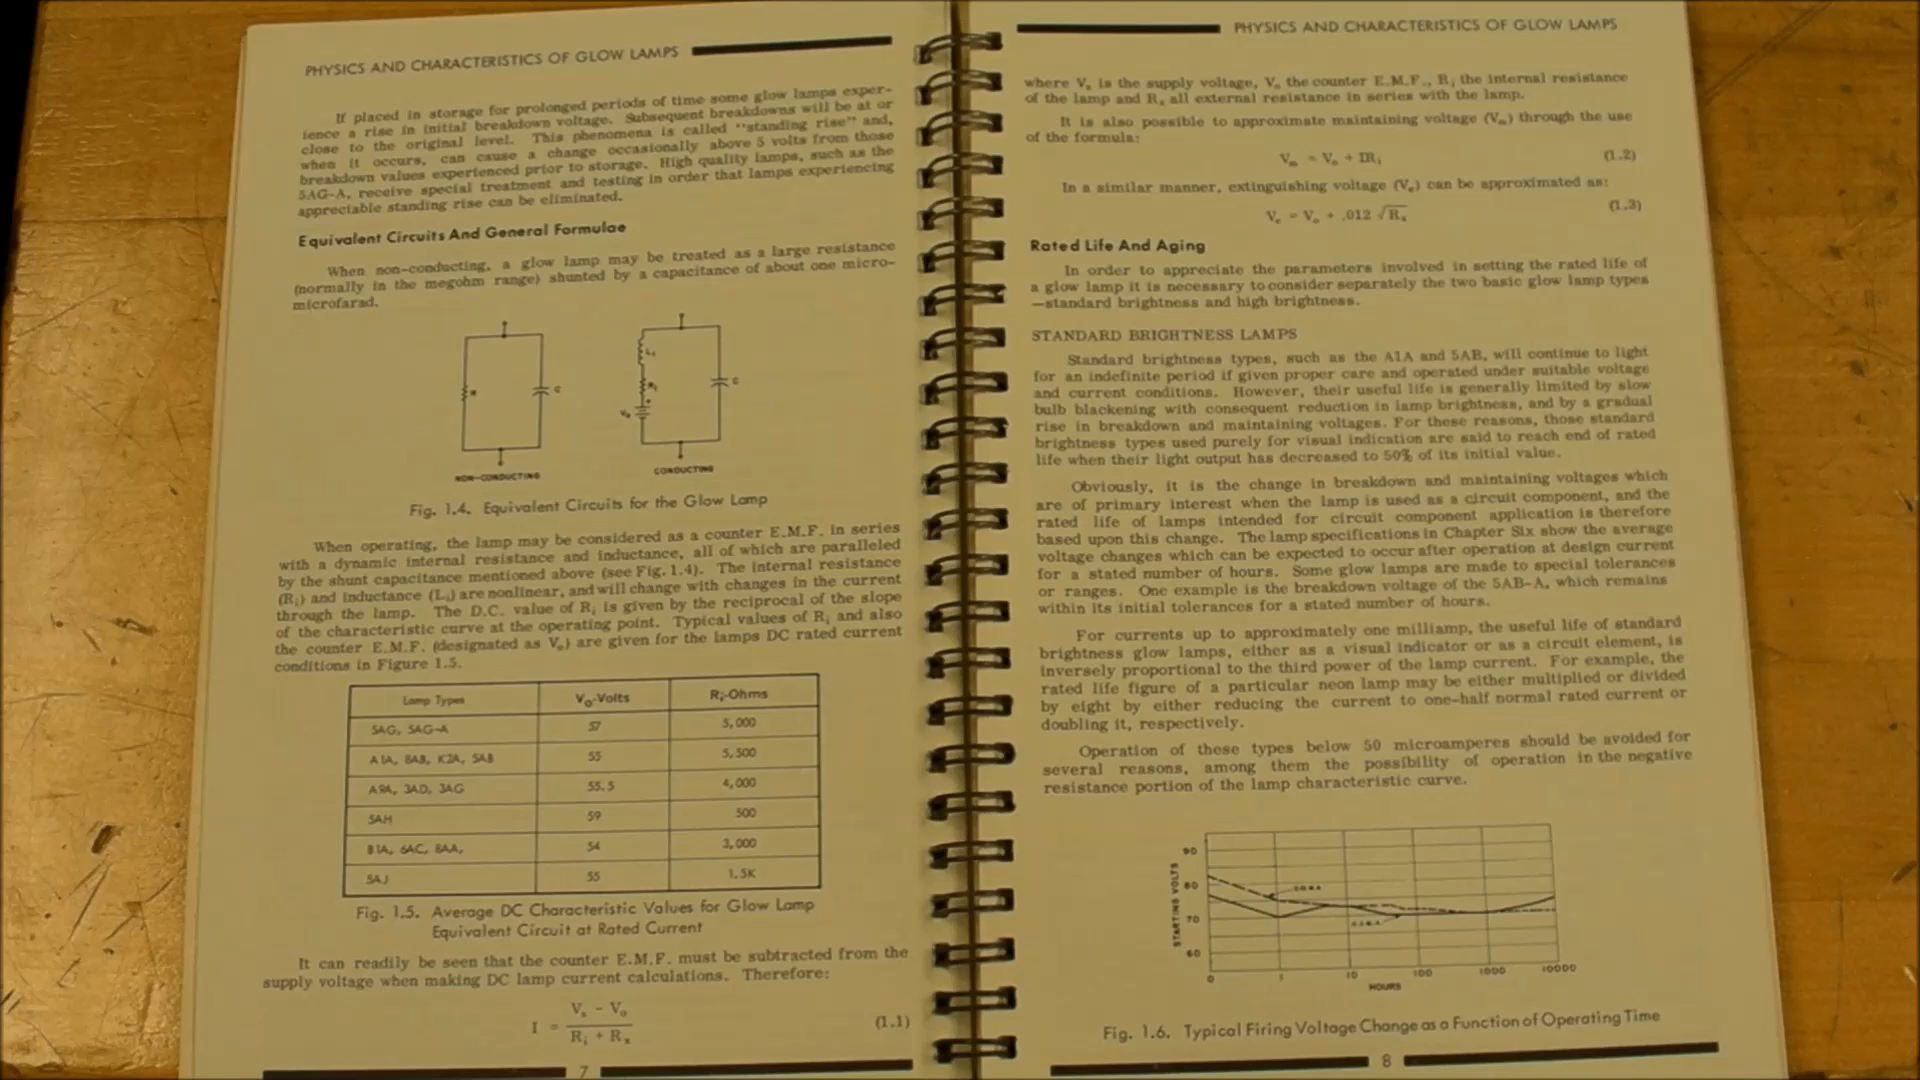 PHYSICS AND CHARACTERISTICS OF GLOW LAMPS
If placed in storage for prolonged periods of time some glow lamps exper-
ience a rise in initial breakdown voltage. Subsequent breakdowns will be at or
close to the original level. This phenomena is called "standing rise" and,
when it occurs, can cause a change occasionally above 5 volts from those
breakdown values experienced prior to storage. High quality lamps, such as the
5AG-A, receive special treatment and testing in order that lamps experiencing
appreciable standing rise can be eliminated.
Equivalent Circuits And General Formulae
When non-conducting, a glow lamp may be treated as a large resistance
(normally in the megohm range) shunted by a capacitance of about one micro-
microfarad.
R
C
L₁
R₁
V₀
C
NON-CONDUCTING
CONDUCTING
Fig. 1.4. Equivalent Circuits for the Glow Lamp
When operating, the lamp may be considered as a counter E.M.F. in series
with a dynamic internal resistance and inductance, all of which are paralleled
by the shunt capacitance mentioned above (see Fig. 1.4). The internal resistance
(Rᵢ) and inductance (Lᵢ) are nonlinear, and will change with changes in the current
through the lamp. The D.C. value of Rᵢ is given by the reciprocal of the slope
of the characteristic curve at the operating point. Typical values of Rᵢ and also
the counter E.M.F. (designated as Vₒ) are given for the lamps DC rated current
conditions in Figure 1.5.
Lamp Types Vₒ-Volts Rᵢ-Ohms
5AG, 5AG-A 57 5,000
A1A, 8AB, K2A, 5AB 55 5,500
A9A, 3AD, 3AG 55.5 4,000
5AH 59 500
B1A, 6AC, 8AA, 54 3,000
5AJ 55 1.5K
Fig. 1.5. Average DC Characteristic Values for Glow Lamp
Equivalent Circuit at Rated Current
It can readily be seen that the counter E.M.F. must be subtracted from the
supply voltage when making DC lamp current calculations. Therefore:
I = (Vₛ - Vₒ) / (Rᵢ + Rₓ) (1.1)
7
PHYSICS AND CHARACTERISTICS OF GLOW LAMPS
where Vₛ is the supply voltage, Vₒ the counter E.M.F., Rᵢ the internal resistance
of the lamp and Rₓ all external resistance in series with the lamp.
It is also possible to approximate maintaining voltage (Vₘ) through the use
of the formula:
Vₘ = Vₒ + IRᵢ (1.2)
In a similar manner, extinguishing voltage (Vₑ) can be approximated as:
Vₑ = Vₒ + .012 √Rₓ (1.3)
Rated Life And Aging
In order to appreciate the parameters involved in setting the rated life of
a glow lamp it is necessary to consider separately the two basic glow lamp types
—standard brightness and high brightness.
STANDARD BRIGHTNESS LAMPS
Standard brightness types, such as the A1A and 5AB, will continue to light
for an indefinite period if given proper care and operated under suitable voltage
and current conditions. However, their useful life is generally limited by slow
bulb blackening with consequent reduction in lamp brightness, and by a gradual
rise in breakdown and maintaining voltages. For these reasons, those standard
brightness types used purely for visual indication are said to reach end of rated
life when their light output has decreased to 50% of its initial value.
Obviously, it is the change in breakdown and maintaining voltages which
are of primary interest when the lamp is used as a circuit component, and the
rated life of lamps intended for circuit component application is therefore
based upon this change. The lamp specifications in Chapter Six show the average
voltage changes which can be expected to occur after operation at design current
for a stated number of hours. Some glow lamps are made to special tolerances
or ranges. One example is the breakdown voltage of the 5AB-A, which remains
within its initial tolerances for a stated number of hours.
For currents up to approximately one milliamp, the useful life of standard
brightness glow lamps, either as a visual indicator or as a circuit element, is
inversely proportional to the third power of the lamp current. For example, the
rated life figure of a particular neon lamp may be either multiplied or divided
by eight by either reducing the current to one-half normal rated current or
doubling it, respectively.
Operation of these types below 50 microamperes should be avoided for
several reasons, among them the possibility of operation in the negative
resistance portion of the lamp characteristic curve.
STARTING VOLTS
90
80
70
60
0 1 10 100 1000 10000
HOURS
Fig. 1.6. Typical Firing Voltage Change as a Function of Operating Time
8